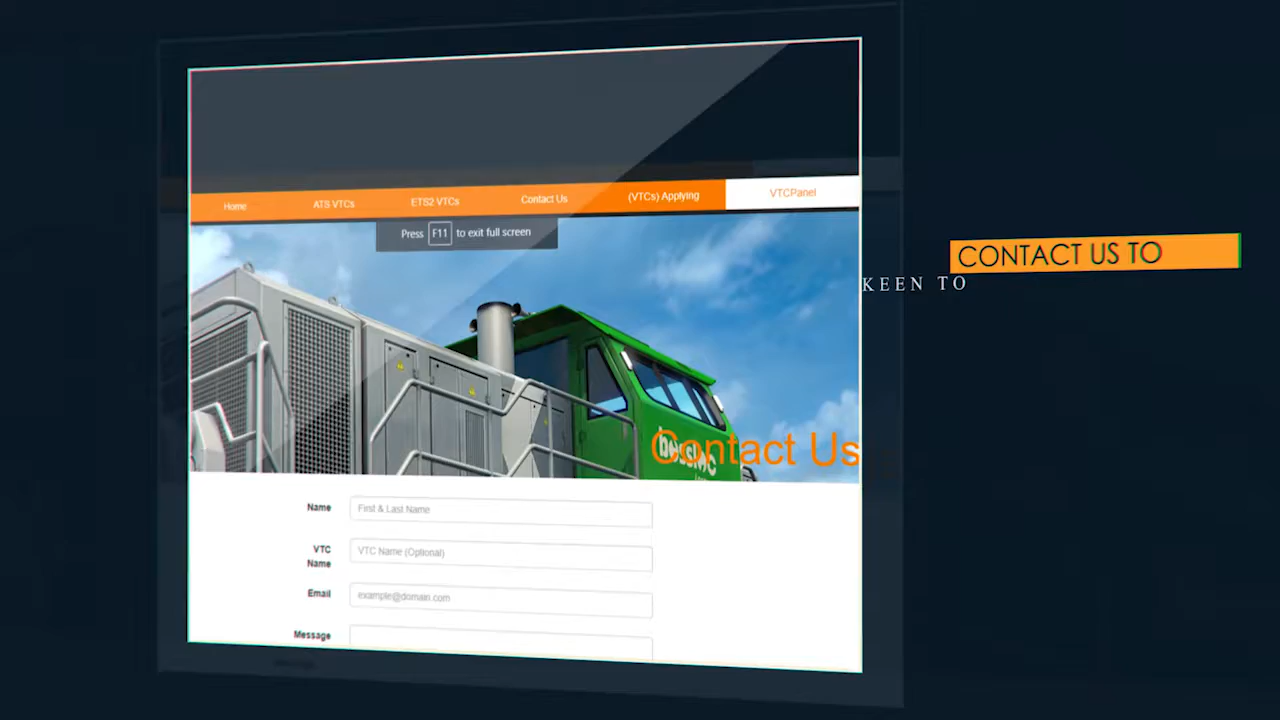 Home ATS VTCs ETS2 VTCs Contact Us (VTCs) Applying VTCPanel
Press F11 to exit full screen
CONTACT US TO
KEEN TO
Contact Us
Name First & Last Name
VTC Name VTC Name (Optional)
Email example@domain.com
Message